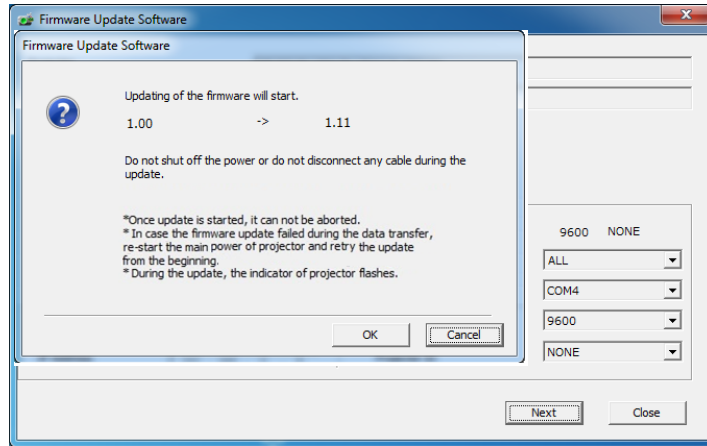 Firmware Update Software
Firmware Update Software
Updating of the firmware will start.
1.00 -> 1.11
Do not shut off the power or do not disconnect any cable during the
update.
*Once update is started, it can not be aborted.
* In case the firmware update failed during the data transfer,
re-start the main power of projector and retry the update
from the beginning.
* During the update, the indicator of projector flashes.
OK Cancel
9600 NONE
ALL
COM4
9600
NONE
Next Close